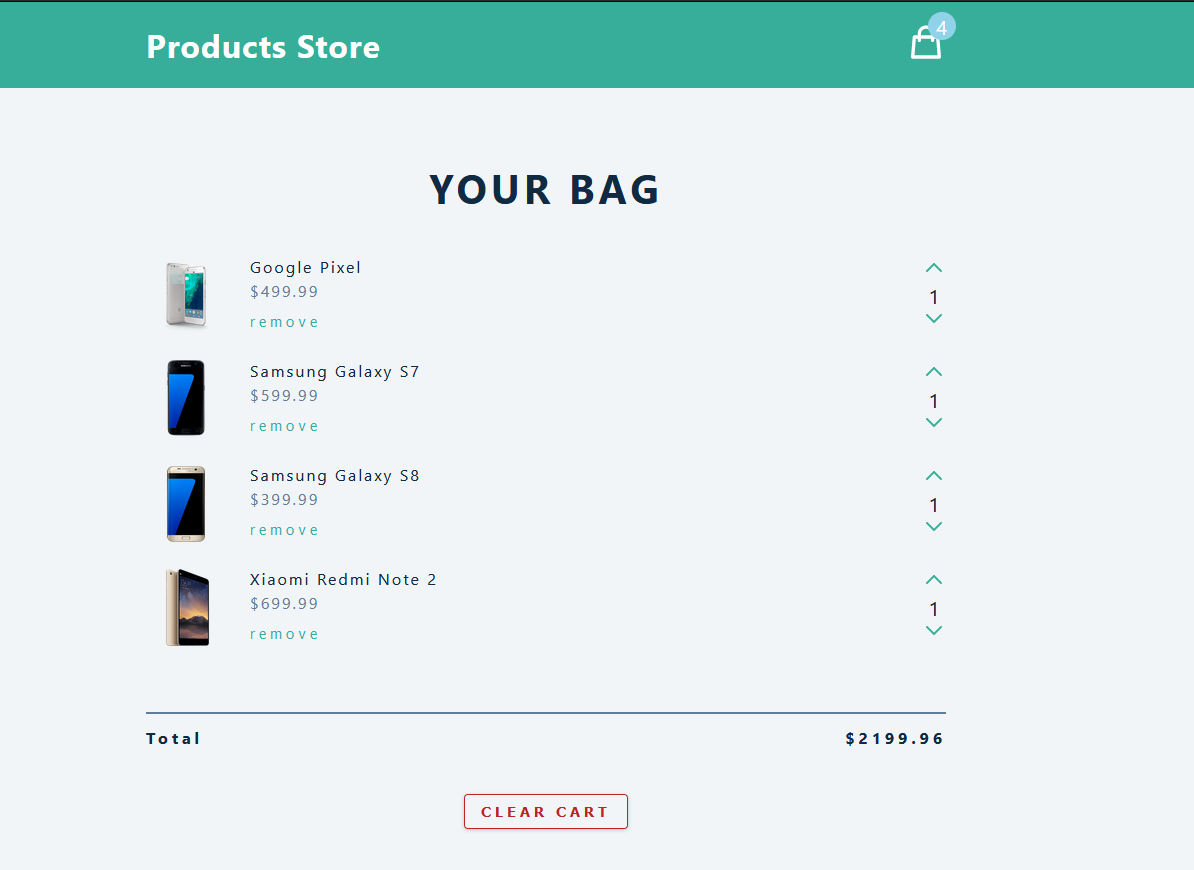 Products Store
4
YOUR BAG
Google Pixel
$499.99
remove
1
Samsung Galaxy S7
$599.99
remove
1
Samsung Galaxy S8
$399.99
remove
1
Xiaomi Redmi Note 2
$699.99
remove
1
Total $2199.96
CLEAR CART